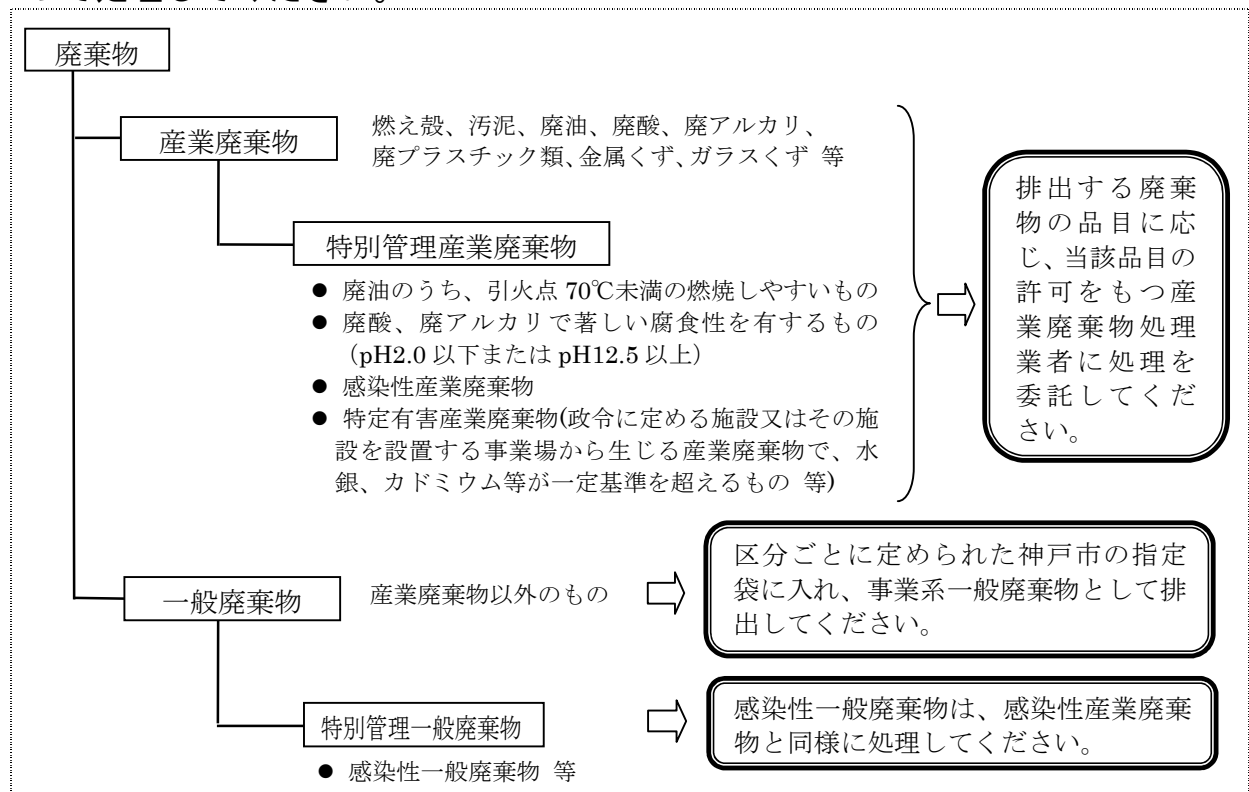 廃棄物
産業廃棄物
燃え殻、汚泥、廃油、廃酸、廃アルカリ、
廃プラスチック類、金属くず、ガラスくず 等
特別管理産業廃棄物
● 廃油のうち、引火点 70℃未満の燃焼しやすいもの
● 廃酸、廃アルカリで著しい腐食性を有するもの
（pH2.0 以下または pH12.5 以上）
● 感染性産業廃棄物
● 特定有害産業廃棄物(政令に定める施設又はその施
設を設置する事業場から生じる産業廃棄物で、水
銀、カドミウム等が一定基準を超えるもの 等)
排出する廃棄
物の品目に応
じ、当該品目の
許可をもつ産
業廃棄物処理
業者に処理を
委託してくだ
さい。
一般廃棄物
産業廃棄物以外のもの
区分ごとに定められた神戸市の指定
袋に入れ、事業系一般廃棄物として排
出してください。
特別管理一般廃棄物
● 感染性一般廃棄物 等
感染性一般廃棄物は、感染性産業廃棄
物と同様に処理してください。